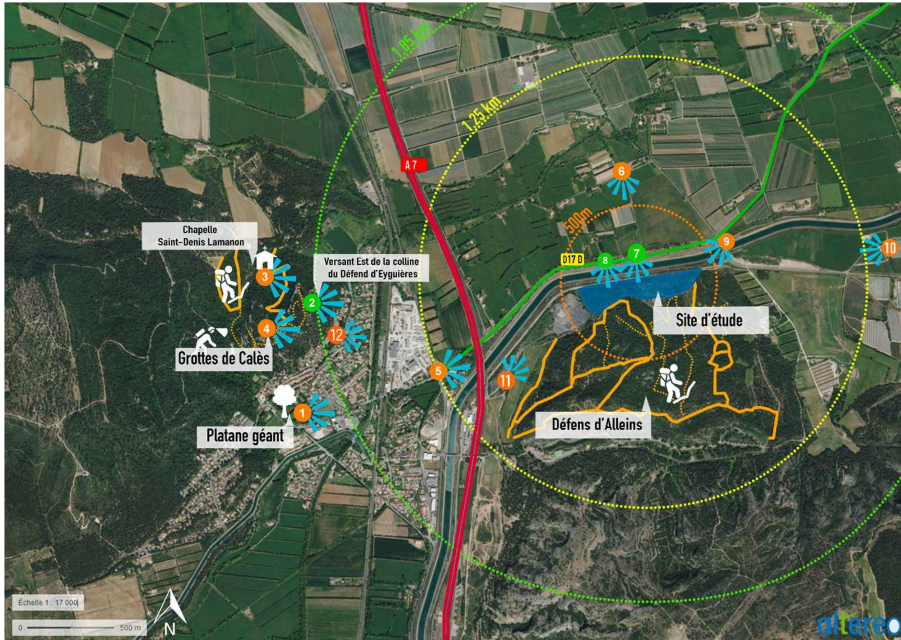 1,85 km
1,25 km
A 7
6
500m
Chapelle
Saint-Denis Lamanon
3
Versant Est de la colline
du Défend d'Eyguières
9
10
7
8
D17 D
2
4
12
Site d'étude
Grottes de Calès
5
11
1
Platane géant
Défens d'Alleins
Échelle 1 : 17 000
0
500 m
N
altereo